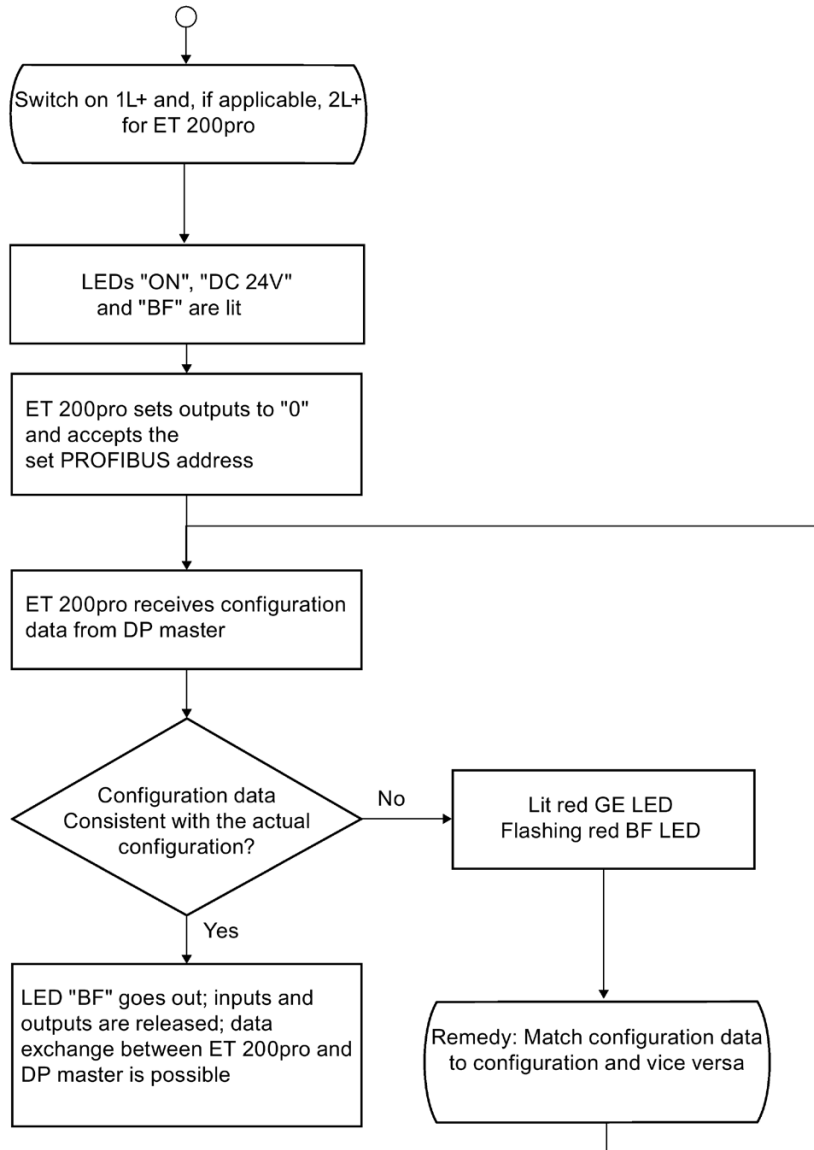 Switch on 1L+ and, if applicable, 2L+
for ET 200pro
LEDs "ON", "DC 24V"
and "BF" are lit
ET 200pro sets outputs to "0"
and accepts the
set PROFIBUS address
ET 200pro receives configuration
data from DP master
Configuration data
Consistent with the actual
configuration?
No
Lit red GE LED
Flashing red BF LED
Yes
LED "BF" goes out; inputs and
outputs are released; data
exchange between ET 200pro and
DP master is possible
Remedy: Match configuration data
to configuration and vice versa